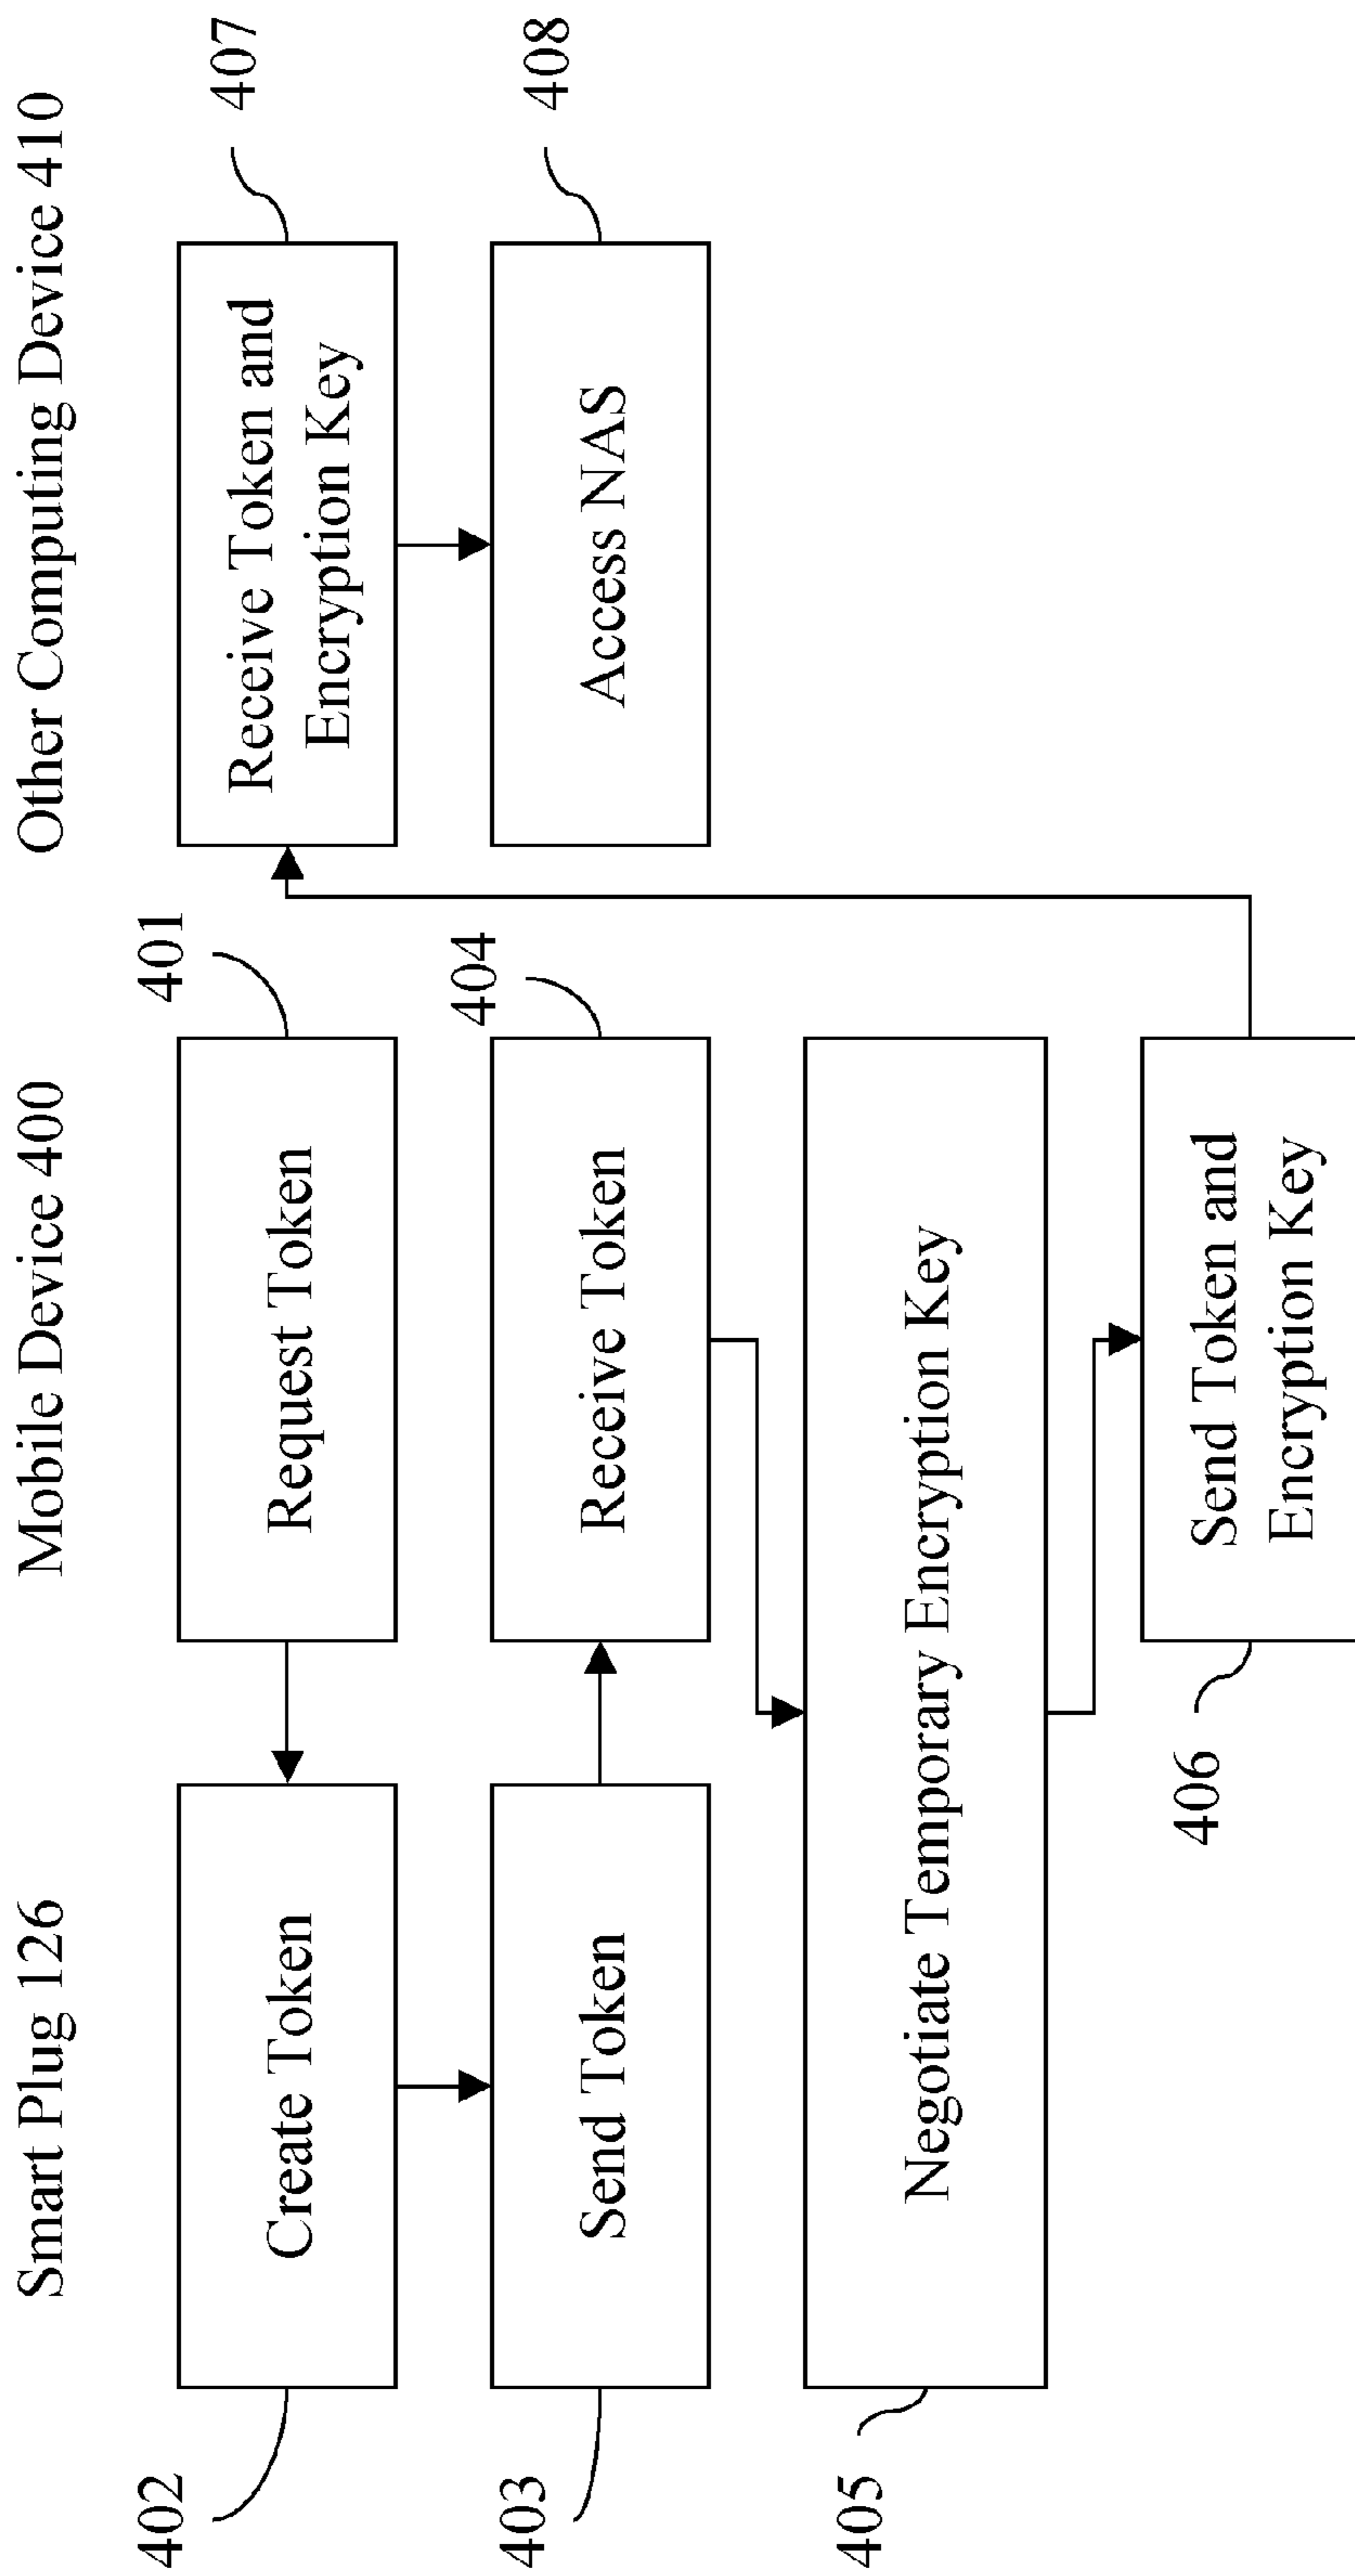 Smart Plug 126
Mobile Device 400
Other Computing Device 410
402
Create Token
Request Token
401
Receive Token and
Encryption Key
407
403
Send Token
Receive Token
404
Access NAS
408
405
Negotiate Temporary Encryption Key
406
Send Token and
Encryption Key